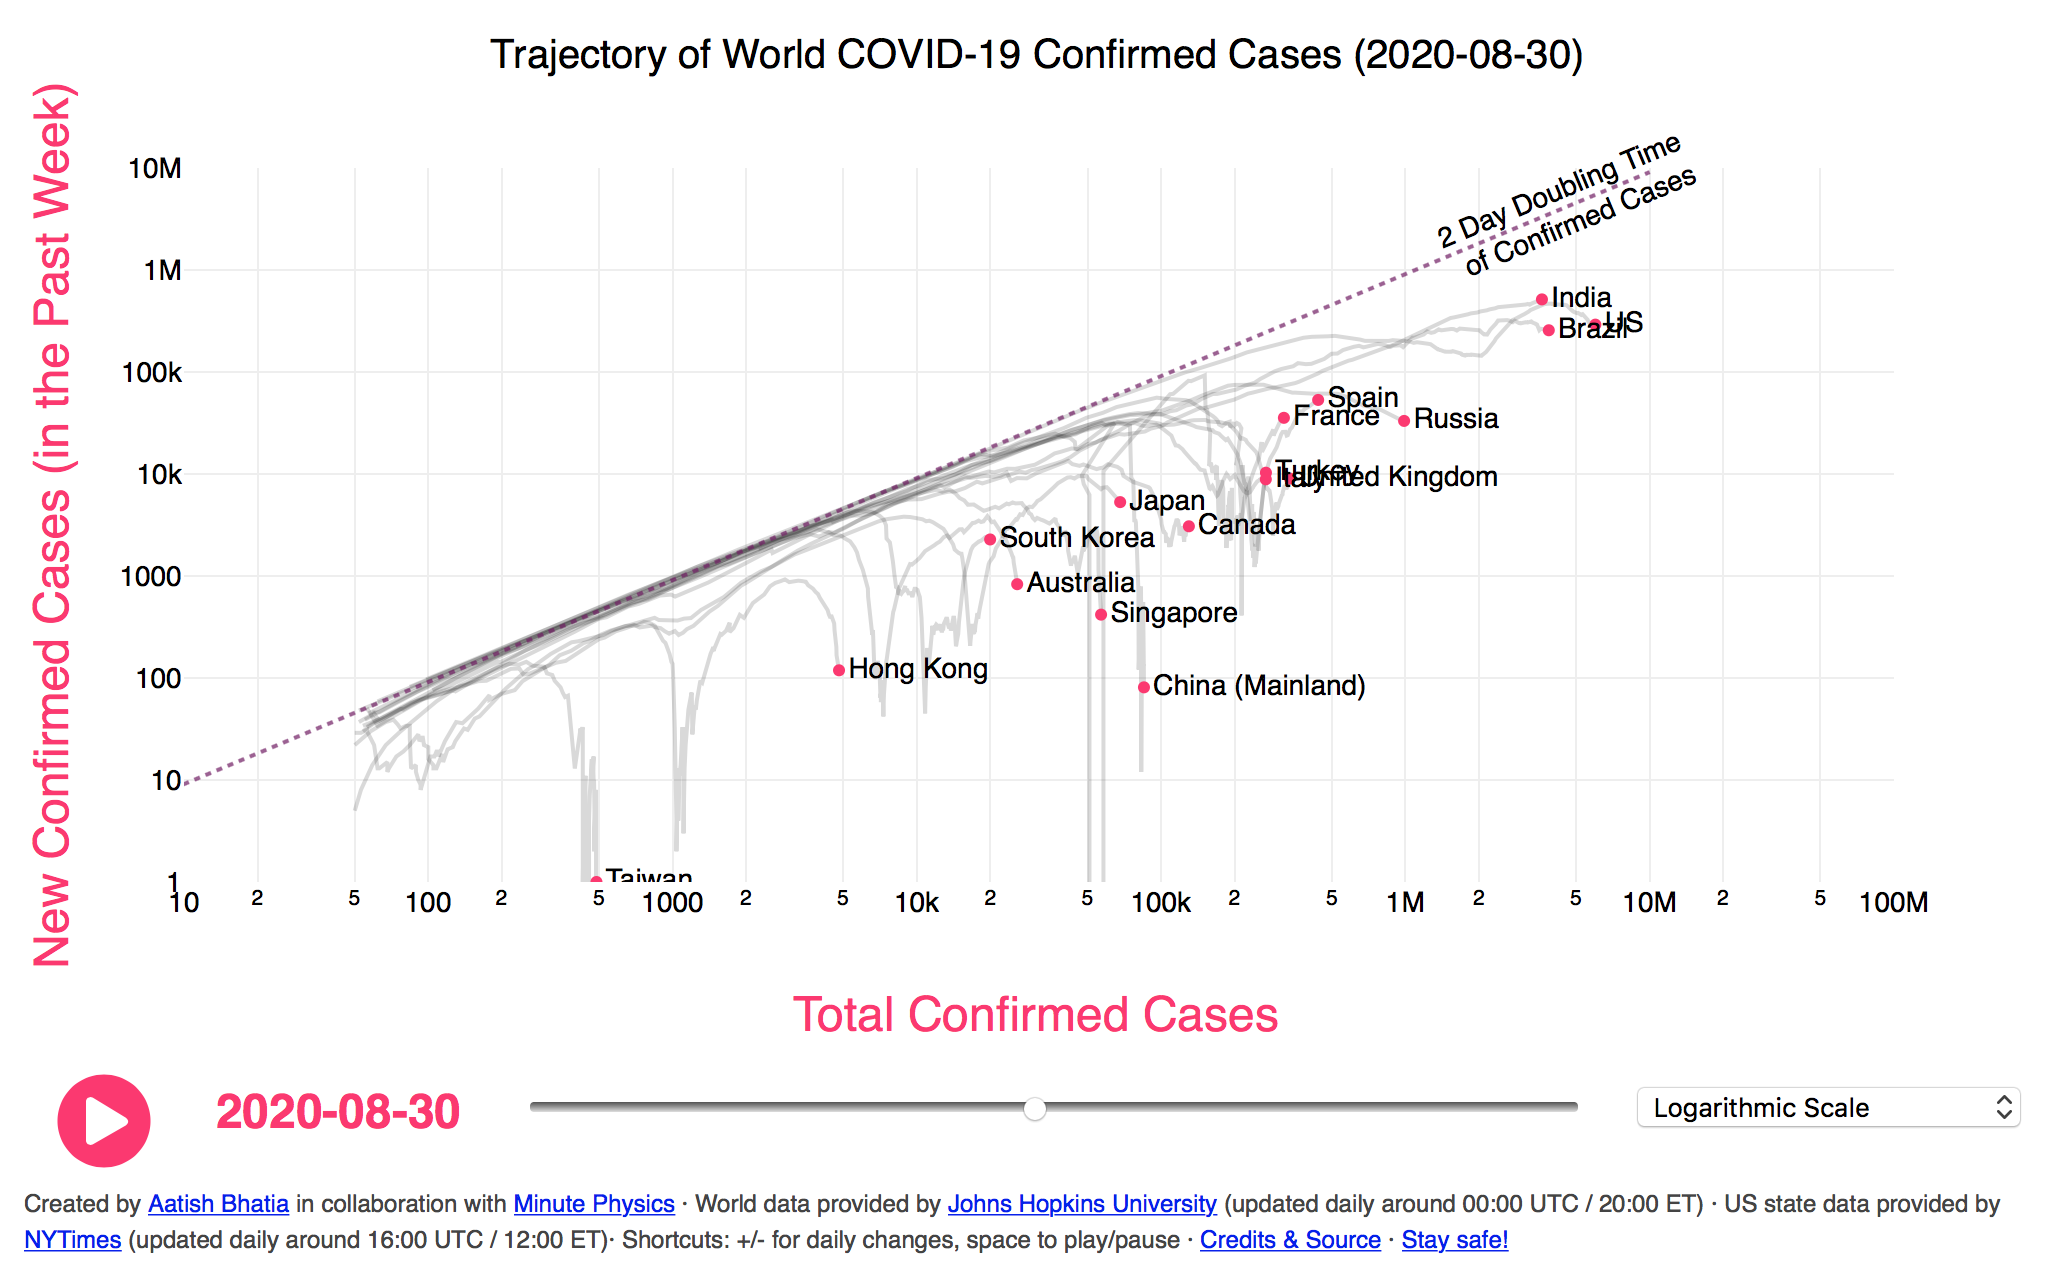 Trajectory of World COVID-19 Confirmed Cases (2020-08-30)
New Confirmed Cases (in the Past Week)
10M
1M
100k
10k
1000
100
10
1
2 Day Doubling Time
of Confirmed Cases
India
US
Brazil
Spain
France
Russia
Turkey
Italy
United Kingdom
Japan
Canada
South Korea
Australia
Singapore
Hong Kong
China (Mainland)
Taiwan
10 2 5 100 2 5 1000 2 5 10k 2 5 100k 2 5 1M 2 5 10M 2 5 100M
Total Confirmed Cases
2020-08-30
Logarithmic Scale
Created by Aatish Bhatia in collaboration with Minute Physics · World data provided by Johns Hopkins University (updated daily around 00:00 UTC / 20:00 ET) · US state data provided by
NYTimes (updated daily around 16:00 UTC / 12:00 ET)· Shortcuts: +/- for daily changes, space to play/pause · Credits & Source · Stay safe!